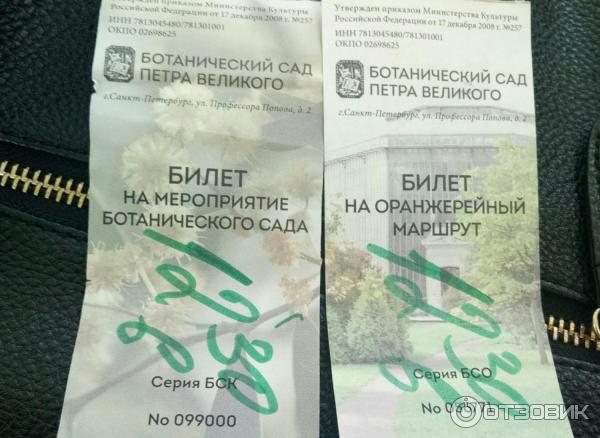 Утвержден приказом Министерства Культуры
Российской Федерации от 17 декабря 2008 г. №257
ИНН 7813045480/781301001
ОКПО 02698625
БОТАНИЧЕСКИЙ САД
ПЕТРА ВЕЛИКОГО
г.Санкт-Петербург, ул. Профессора Попова, д. 2
БИЛЕТ
НА МЕРОПРИЯТИЕ
БОТАНИЧЕСКОГО САДА
Серия БСК
No 099000
Утвержден приказом Министерства Культуры
Российской Федерации от 17 декабря 2008 г. №257
ИНН 7813045480/781301001
ОКПО 02698625
БОТАНИЧЕСКИЙ САД
ПЕТРА ВЕЛИКОГО
г.Санкт-Петербург, ул. Профессора Попова, д. 2
БИЛЕТ
НА ОРАНЖЕРЕЙНЫЙ
МАРШРУТ
Серия БСО
No
ОТЗОВИК